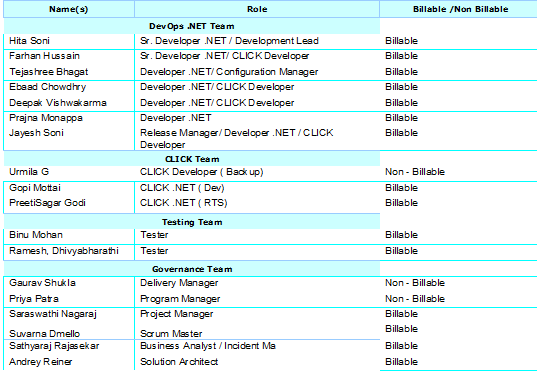 Name(s) Role Billable /Non Billable
DevOps .NET Team
Hita Soni Sr. Developer .NET / Development Lead Billable
Farhan Hussain Sr. Developer .NET/ CLICK Developer Billable
Tejashree Bhagat Developer .NET/ Configuration Manager Billable
Ebaad Chowdhry Developer .NET/ CLICK Developer Billable
Deepak Vishwakarma Developer .NET/ CLICK Developer Billable
Prajna Monappa Developer .NET Billable
Jayesh Soni Release Manager/ Developer .NET / CLICK Billable
Developer
CLICK Team
Urmila G CLICK Developer ( Backup) Non - Billable
Gopi Mottai CLICK .NET ( Dev) Billable
PreetiSagar Godi CLICK .NET ( RTS) Billable
Testing Team
Binu Mohan Tester Billable
Ramesh, Dhivyabharathi Tester Billable
Governance Team
Gaurav Shukla Delivery Manager Non - Billable
Priya Patra Program Manager Non - Billable
Saraswathi Nagaraj Project Manager Billable
Suvarna Dmello Scrum Master Billable
Sathyaraj Rajasekar Business Analyst / Incident Ma Billable
Andrey Reiner Solution Architect Billable